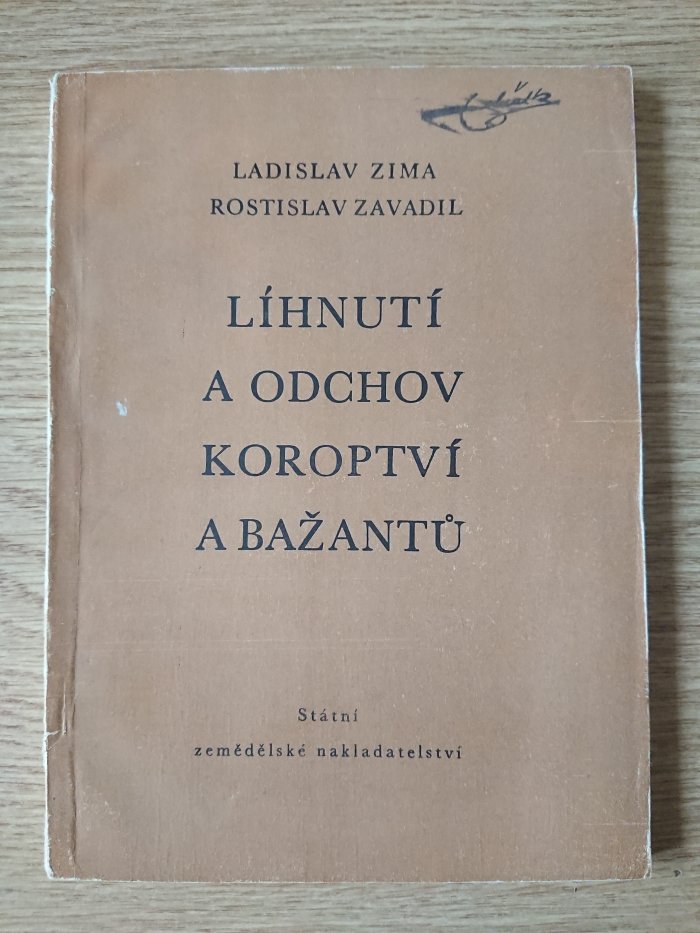 LADISLAV ZIMA
ROSTISLAV ZAVADIL
LÍHNUTÍ
A ODCHOV
KOROPTVÍ
A BAŽANTŮ
Státní
zemědělské nakladatelství